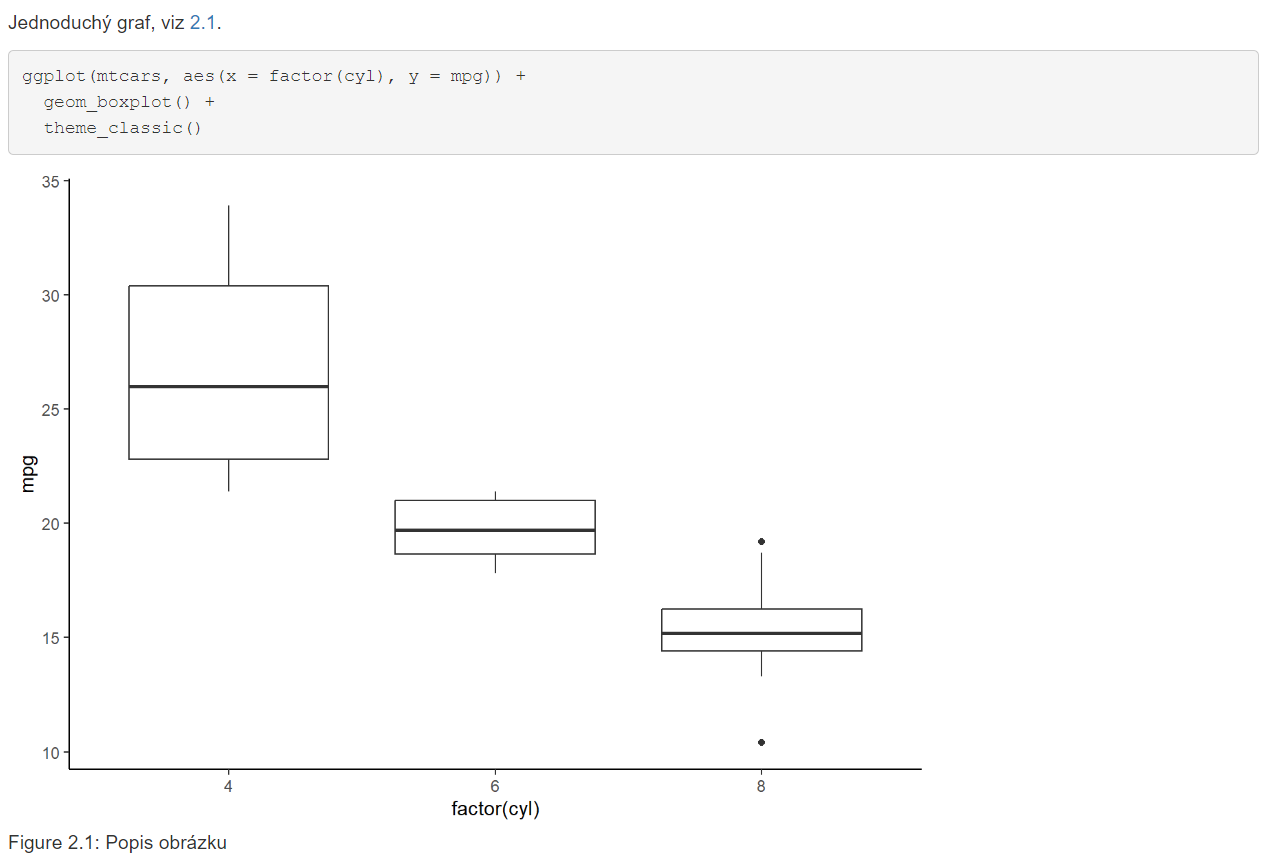 Jednoduchý graf, viz 2.1.
ggplot(mtcars, aes(x = factor(cyl), y = mpg)) +
  geom_boxplot() +
  theme_classic()
35
30
25
20
15
10
mpg
4 6 8
factor(cyl)
Figure 2.1: Popis obrázku